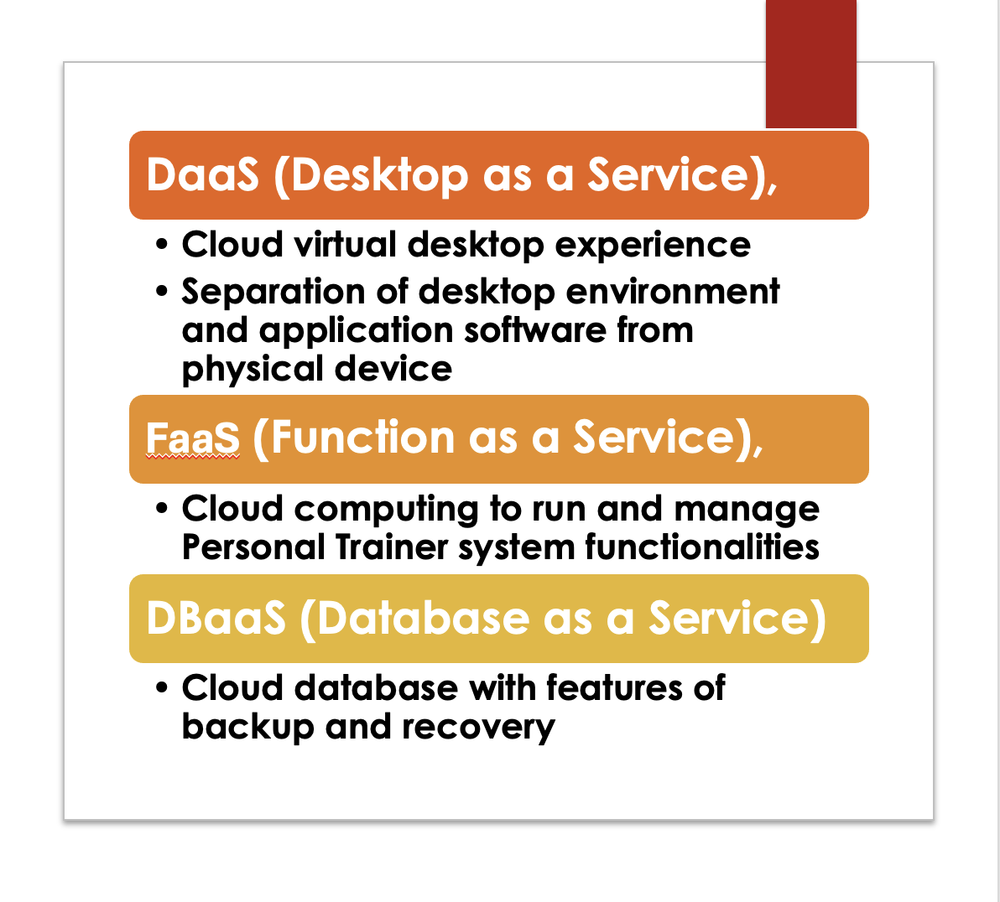 DaaS (Desktop as a Service),
• Cloud virtual desktop experience
• Separation of desktop environment
and application software from
physical device
FaaS (Function as a Service),
• Cloud computing to run and manage
Personal Trainer system functionalities
DBaaS (Database as a Service)
• Cloud database with features of
backup and recovery